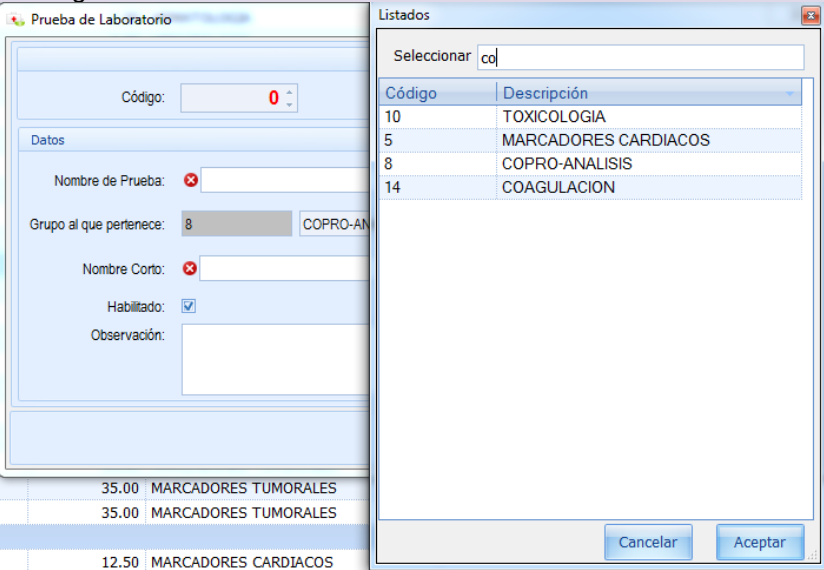 Prueba de Laboratorio
Código: 0
Datos
Nombre de Prueba:
Grupo al que pertenece: 8 COPRO-AN
Nombre Corto:
Habilitado:
Observación:
35.00 MARCADORES TUMORALES
35.00 MARCADORES TUMORALES
12.50 MARCADORES CARDIACOS
Listados
Seleccionar co
Código Descripción
10 TOXICOLOGIA
5 MARCADORES CARDIACOS
8 COPRO-ANALISIS
14 COAGULACION
Cancelar Aceptar